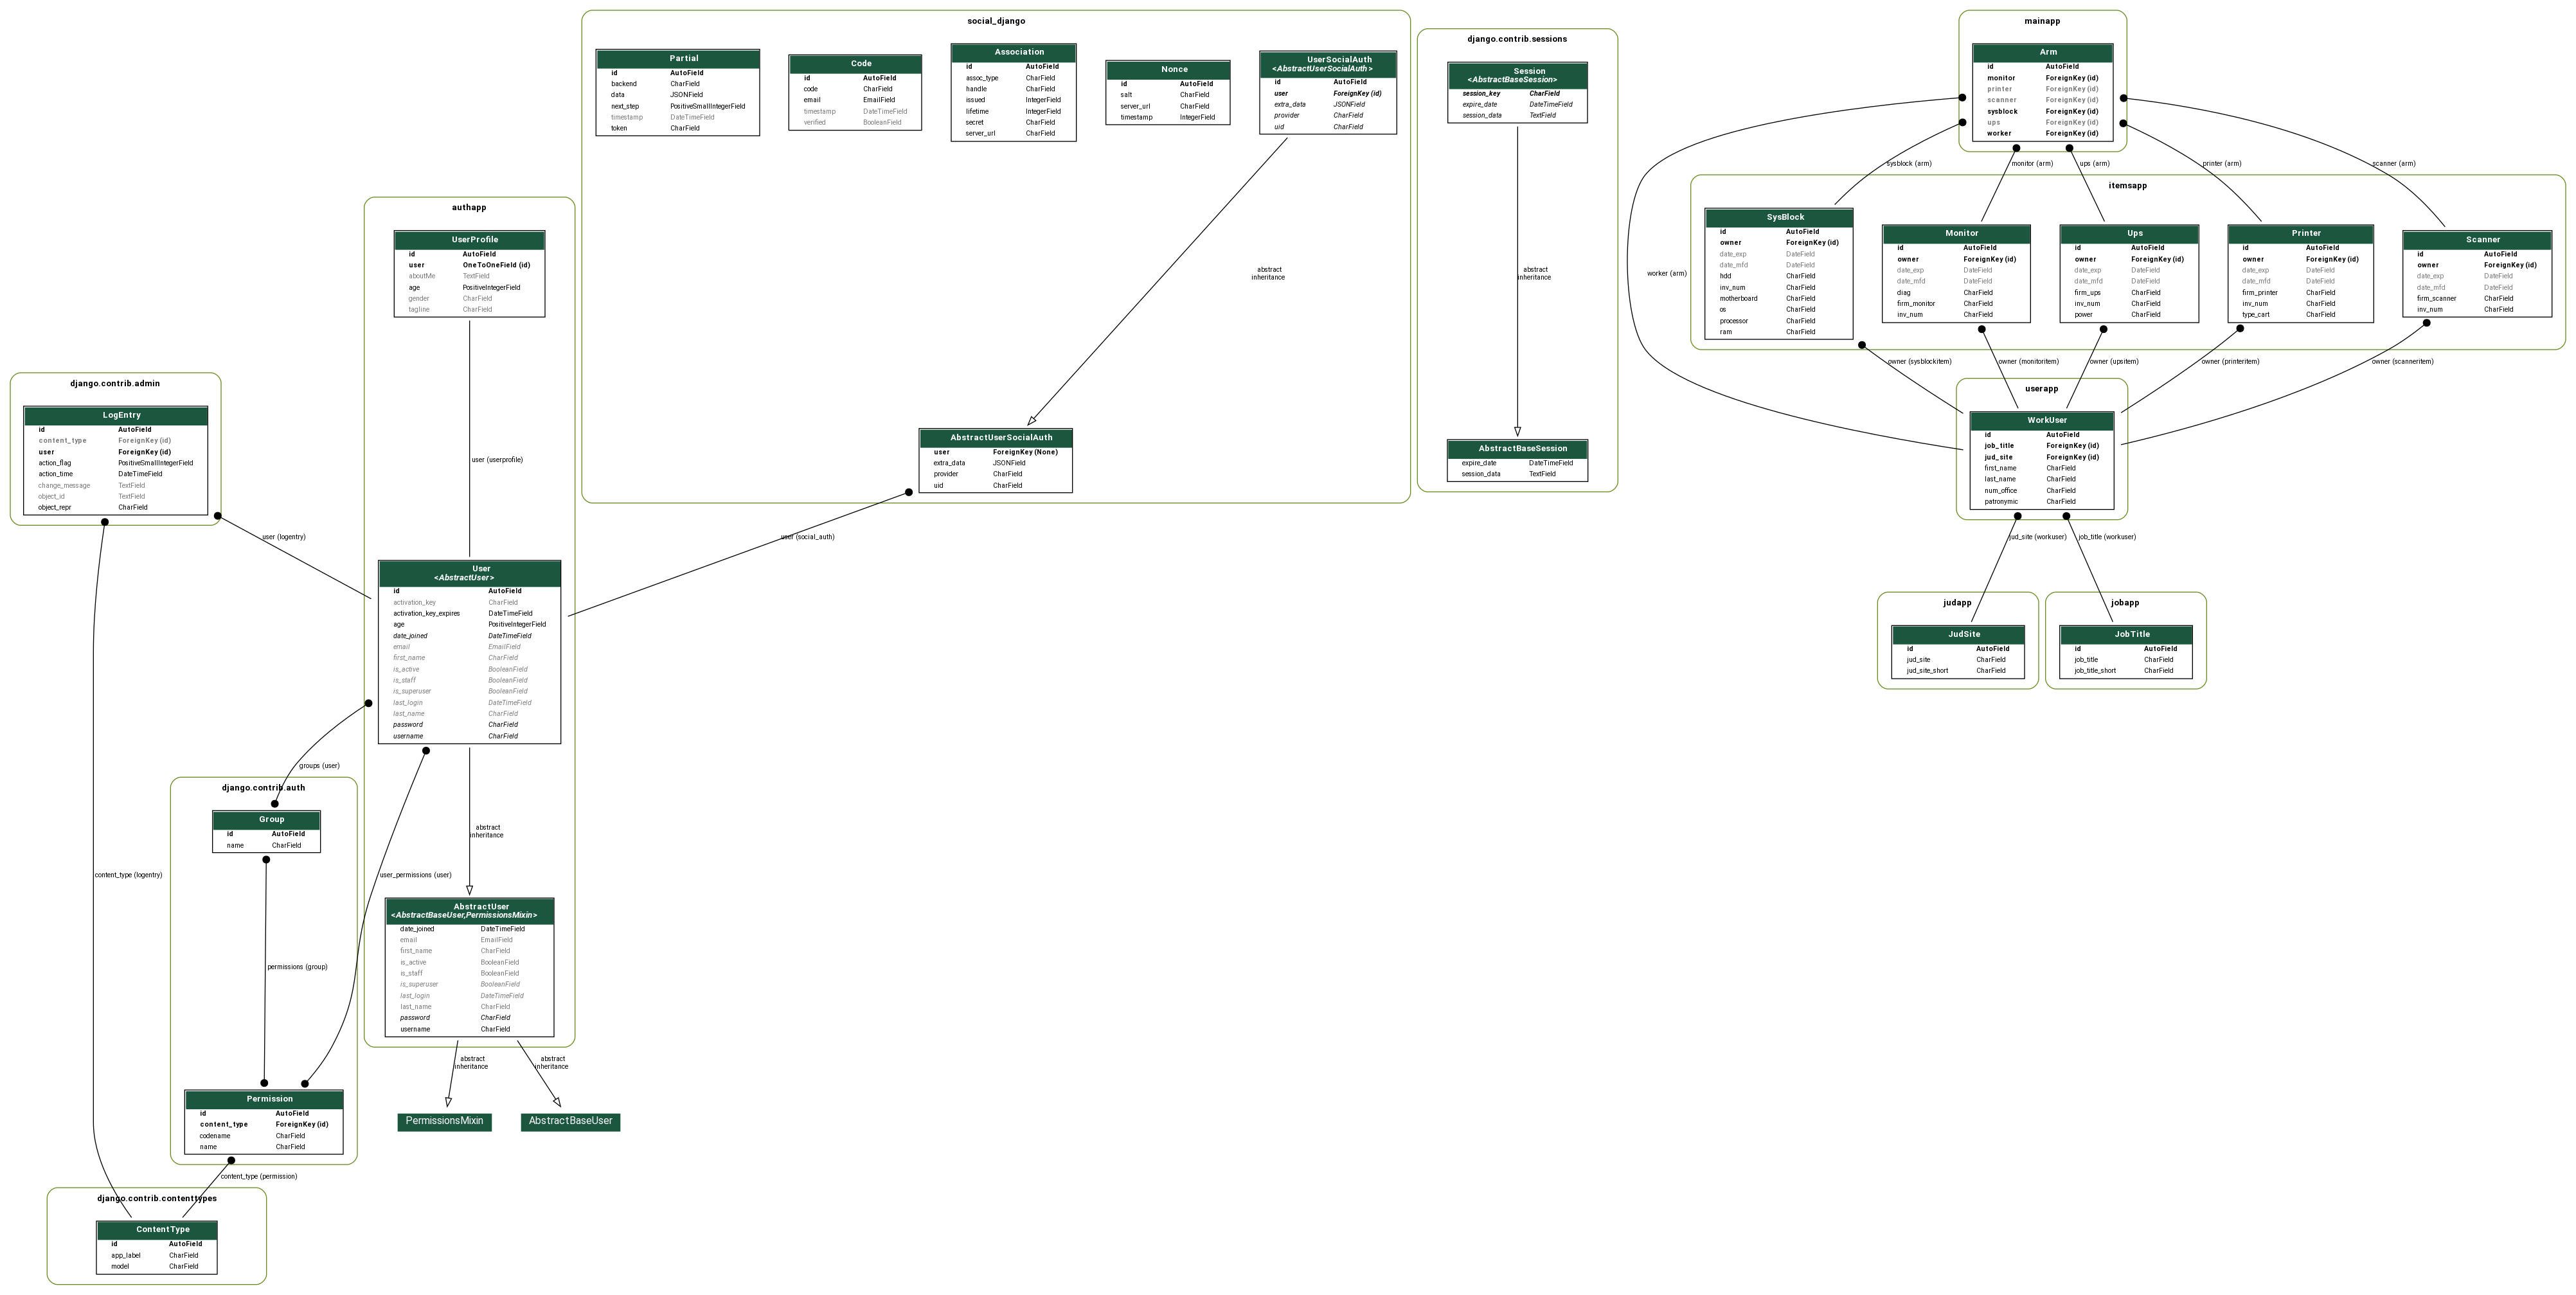 social_django
Partial
id AutoField
backend CharField
data JSONField
next_step PositiveSmallIntegerField
timestamp DateTimeField
token CharField
Code
id AutoField
code CharField
email EmailField
timestamp DateTimeField
verified BooleanField
Association
id AutoField
assoc_type CharField
handle CharField
issued IntegerField
lifetime IntegerField
secret CharField
server_url CharField
Nonce
id AutoField
salt CharField
server_url CharField
timestamp IntegerField
UserSocialAuth
<AbstractUserSocialAuth>
id AutoField
user ForeignKey (id)
extra_data JSONField
provider CharField
uid CharField
abstract
inheritance
AbstractUserSocialAuth
user ForeignKey (None)
extra_data JSONField
provider CharField
uid CharField
user (social_auth)
django.contrib.sessions
Session
<AbstractBaseSession>
session_key CharField
expire_date DateTimeField
session_data TextField
abstract
inheritance
AbstractBaseSession
expire_date DateTimeField
session_data TextField
mainapp
Arm
id AutoField
monitor ForeignKey (id)
printer ForeignKey (id)
scanner ForeignKey (id)
sysblock ForeignKey (id)
ups ForeignKey (id)
worker ForeignKey (id)
sysblock (arm)
monitor (arm)
ups (arm)
printer (arm)
scanner (arm)
worker (arm)
itemsapp
SysBlock
id AutoField
owner ForeignKey (id)
date_exp DateField
date_mfd DateField
hdd CharField
inv_num CharField
motherboard CharField
os CharField
processor CharField
ram CharField
Monitor
id AutoField
owner ForeignKey (id)
date_exp DateField
date_mfd DateField
diag CharField
firm_monitor CharField
inv_num CharField
Ups
id AutoField
owner ForeignKey (id)
date_exp DateField
date_mfd DateField
firm_ups CharField
inv_num CharField
power CharField
Printer
id AutoField
owner ForeignKey (id)
date_exp DateField
date_mfd DateField
firm_printer CharField
inv_num CharField
type_cart CharField
Scanner
id AutoField
owner ForeignKey (id)
date_exp DateField
date_mfd DateField
firm_scanner CharField
inv_num CharField
owner (sysblockitem)
owner (monitoritem)
owner (upsitem)
owner (printeritem)
owner (scanneritem)
userapp
WorkUser
id AutoField
job_title ForeignKey (id)
jud_site ForeignKey (id)
first_name CharField
last_name CharField
num_office CharField
patronymic CharField
jud_site (workuser)
job_title (workuser)
judapp
JudSite
id AutoField
jud_site CharField
jud_site_short CharField
jobapp
JobTitle
id AutoField
job_title CharField
job_title_short CharField
authapp
UserProfile
id AutoField
user OneToOneField (id)
aboutMe TextField
age PositiveIntegerField
gender CharField
tagline CharField
user (userprofile)
User
<AbstractUser>
id AutoField
activation_key CharField
activation_key_expires DateTimeField
age PositiveIntegerField
date_joined DateTimeField
email EmailField
first_name CharField
is_active BooleanField
is_staff BooleanField
is_superuser BooleanField
last_login DateTimeField
last_name CharField
password CharField
username CharField
abstract
inheritance
AbstractUser
<AbstractBaseUser,PermissionsMixin>
date_joined DateTimeField
email EmailField
first_name CharField
is_active BooleanField
is_staff BooleanField
is_superuser BooleanField
last_login DateTimeField
last_name CharField
password CharField
username CharField
abstract
inheritance
abstract
inheritance
PermissionsMixin
AbstractBaseUser
django.contrib.admin
LogEntry
id AutoField
content_type ForeignKey (id)
user ForeignKey (id)
action_flag PositiveSmallIntegerField
action_time DateTimeField
change_message TextField
object_id TextField
object_repr CharField
user (logentry)
content_type (logentry)
groups (user)
user_permissions (user)
django.contrib.auth
Group
id AutoField
name CharField
permissions (group)
Permission
id AutoField
content_type ForeignKey (id)
codename CharField
name CharField
content_type (permission)
django.contrib.contenttypes
ContentType
id AutoField
app_label CharField
model CharField